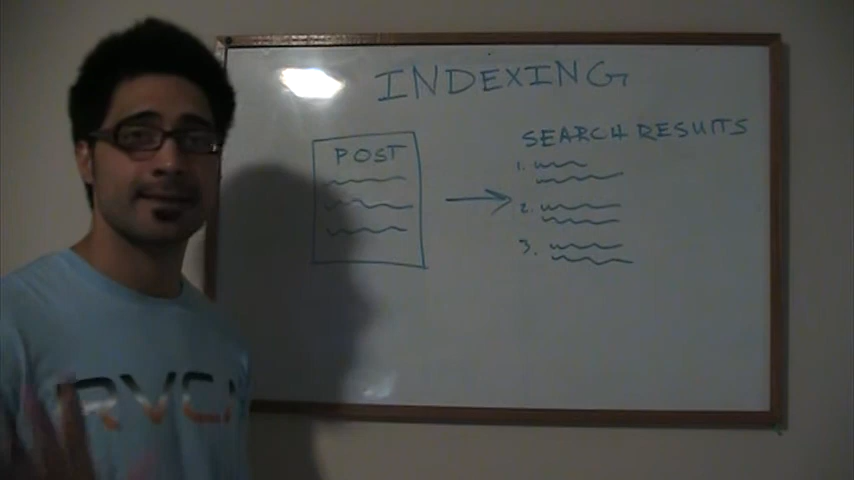 INDEXING
POST
SEARCH RESULTS
1.
2.
3.
RVCA